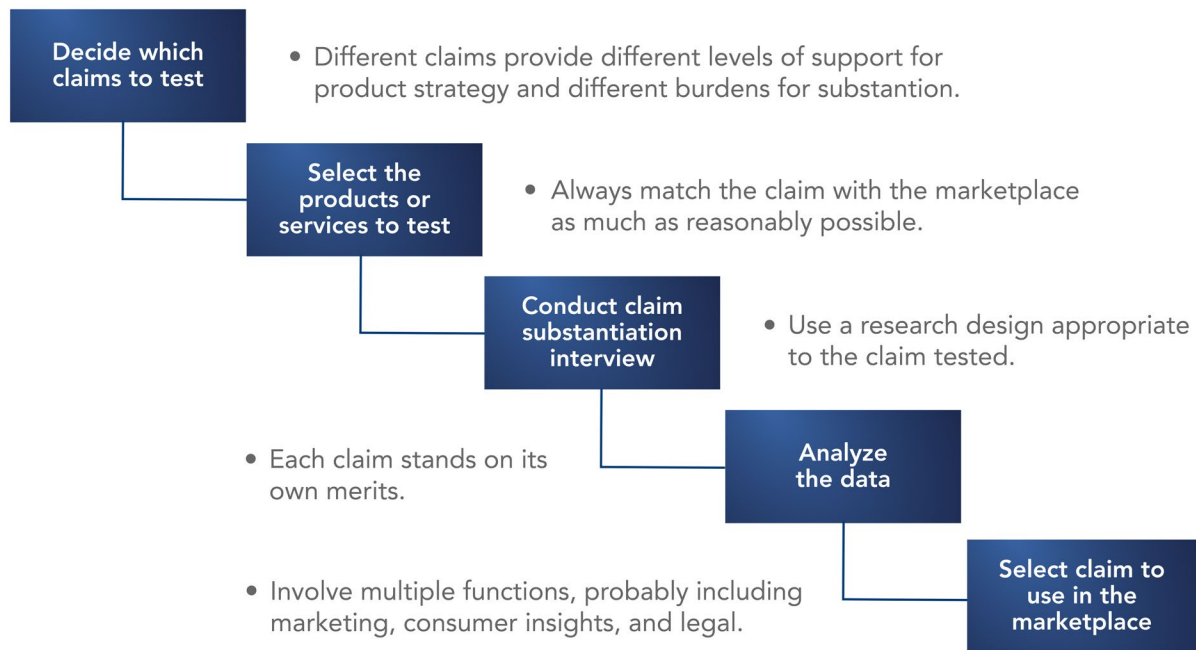 Decide which
claims to test
• Different claims provide different levels of support for
product strategy and different burdens for substantion.
Select the
products or
services to test
• Always match the claim with the marketplace
as much as reasonably possible.
Conduct claim
substantiation
interview
• Use a research design appropriate
to the claim tested.
Analyze
the data
• Each claim stands on its
own merits.
Select claim to
use in the
marketplace
• Involve multiple functions, probably including
marketing, consumer insights, and legal.